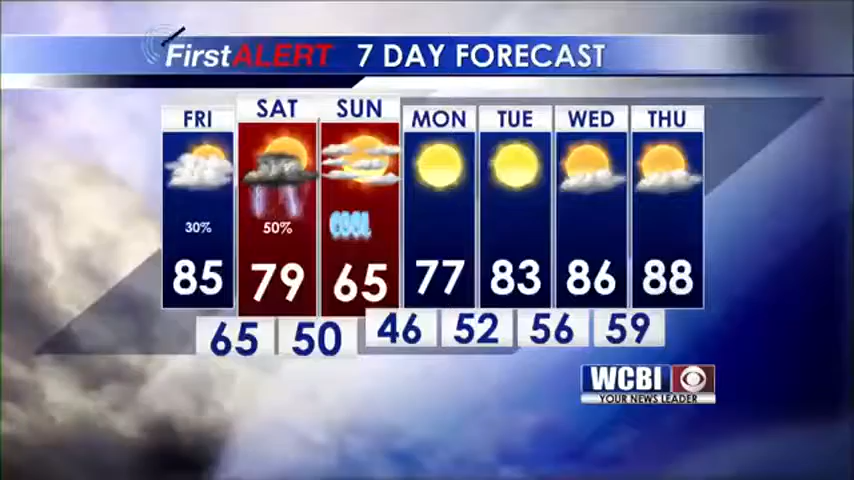 FirstALERT 7 DAY FORECAST
FRI SAT SUN MON TUE WED THU
COOL
30% 50%
85 79 65 77 83 86 88
65 50 46 52 56 59
WCBI
YOUR NEWS LEADER